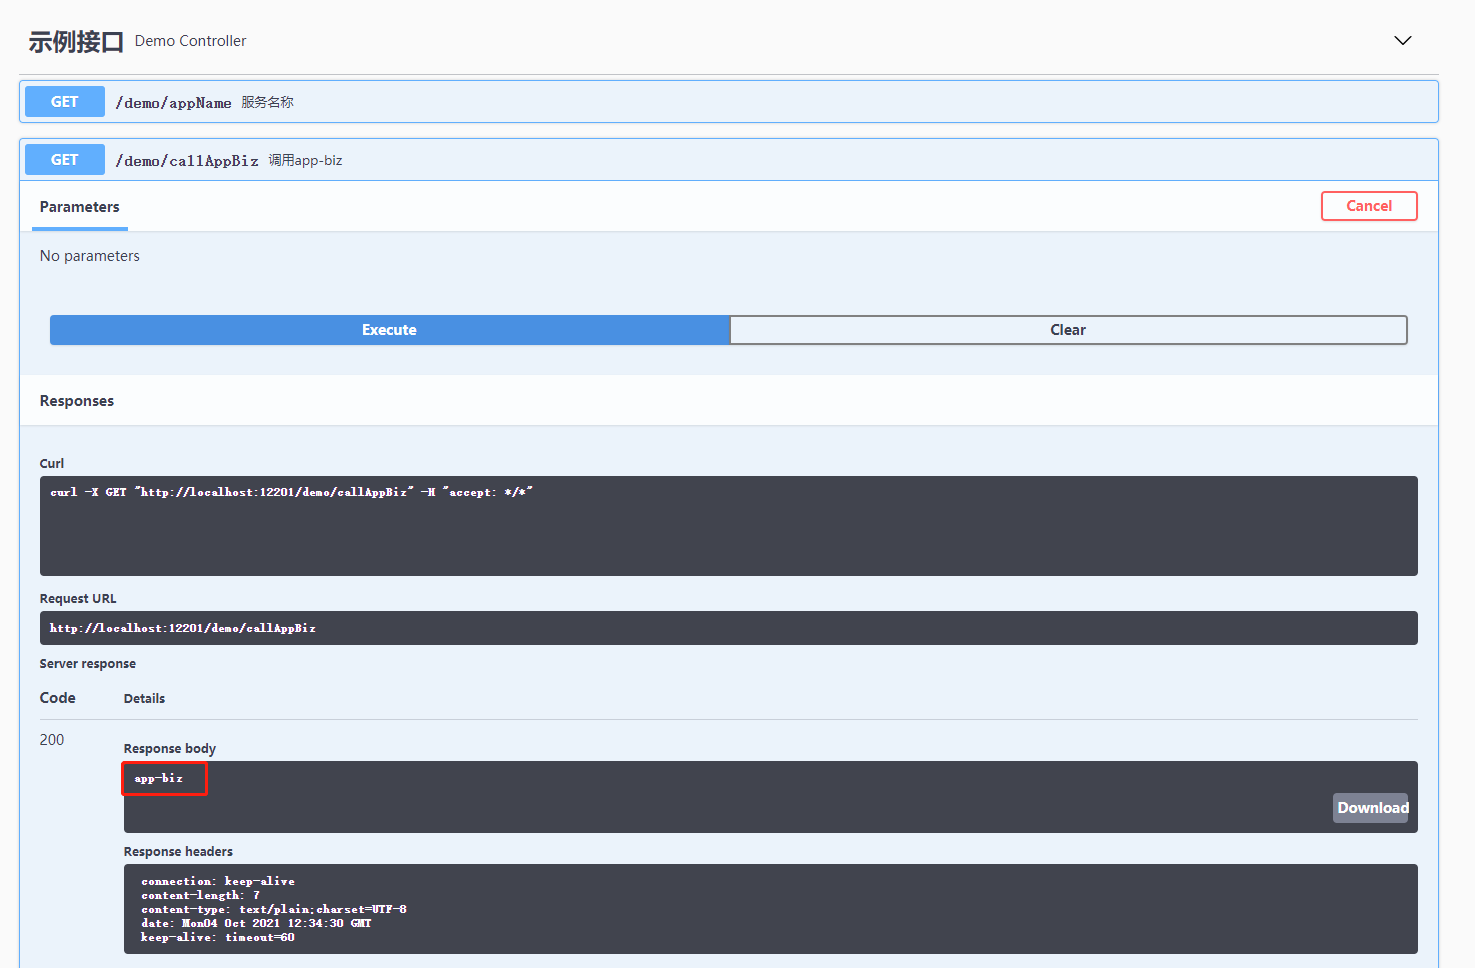 示例接口 Demo Controller
GET /demo/appName 服务名称
GET /demo/callAppBiz 调用app-biz
Parameters Cancel
No parameters
Execute Clear
Responses
Curl
curl -X GET "http://localhost:12201/demo/callAppBiz" -H "accept: */*"
Request URL
http://localhost:12201/demo/callAppBiz
Server response
Code Details
200
Response body
app-biz
Download
Response headers
connection: keep-alive
content-length: 7
content-type: text/plain;charset=UTF-8
date: Mon04 Oct 2021 12:34:30 GMT
keep-alive: timeout=60